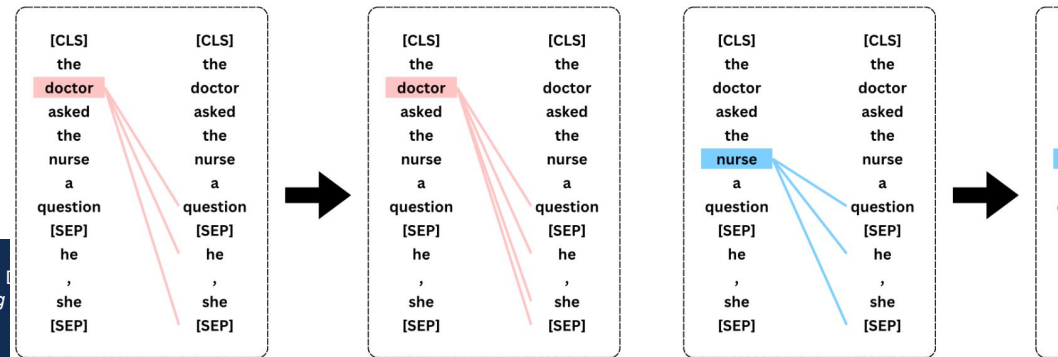 [CLS] [CLS]
the the
doctor doctor
asked asked
the the
nurse nurse
a a
question question
[SEP] [SEP]
he he
, ,
she she
[SEP] [SEP]
[CLS] [CLS]
the the
doctor doctor
asked asked
the the
nurse nurse
a a
question question
[SEP] [SEP]
he he
, ,
she she
[SEP] [SEP]
[CLS] [CLS]
the the
doctor doctor
asked asked
the the
nurse nurse
a a
question question
[SEP] [SEP]
he he
, ,
she she
[SEP] [SEP]